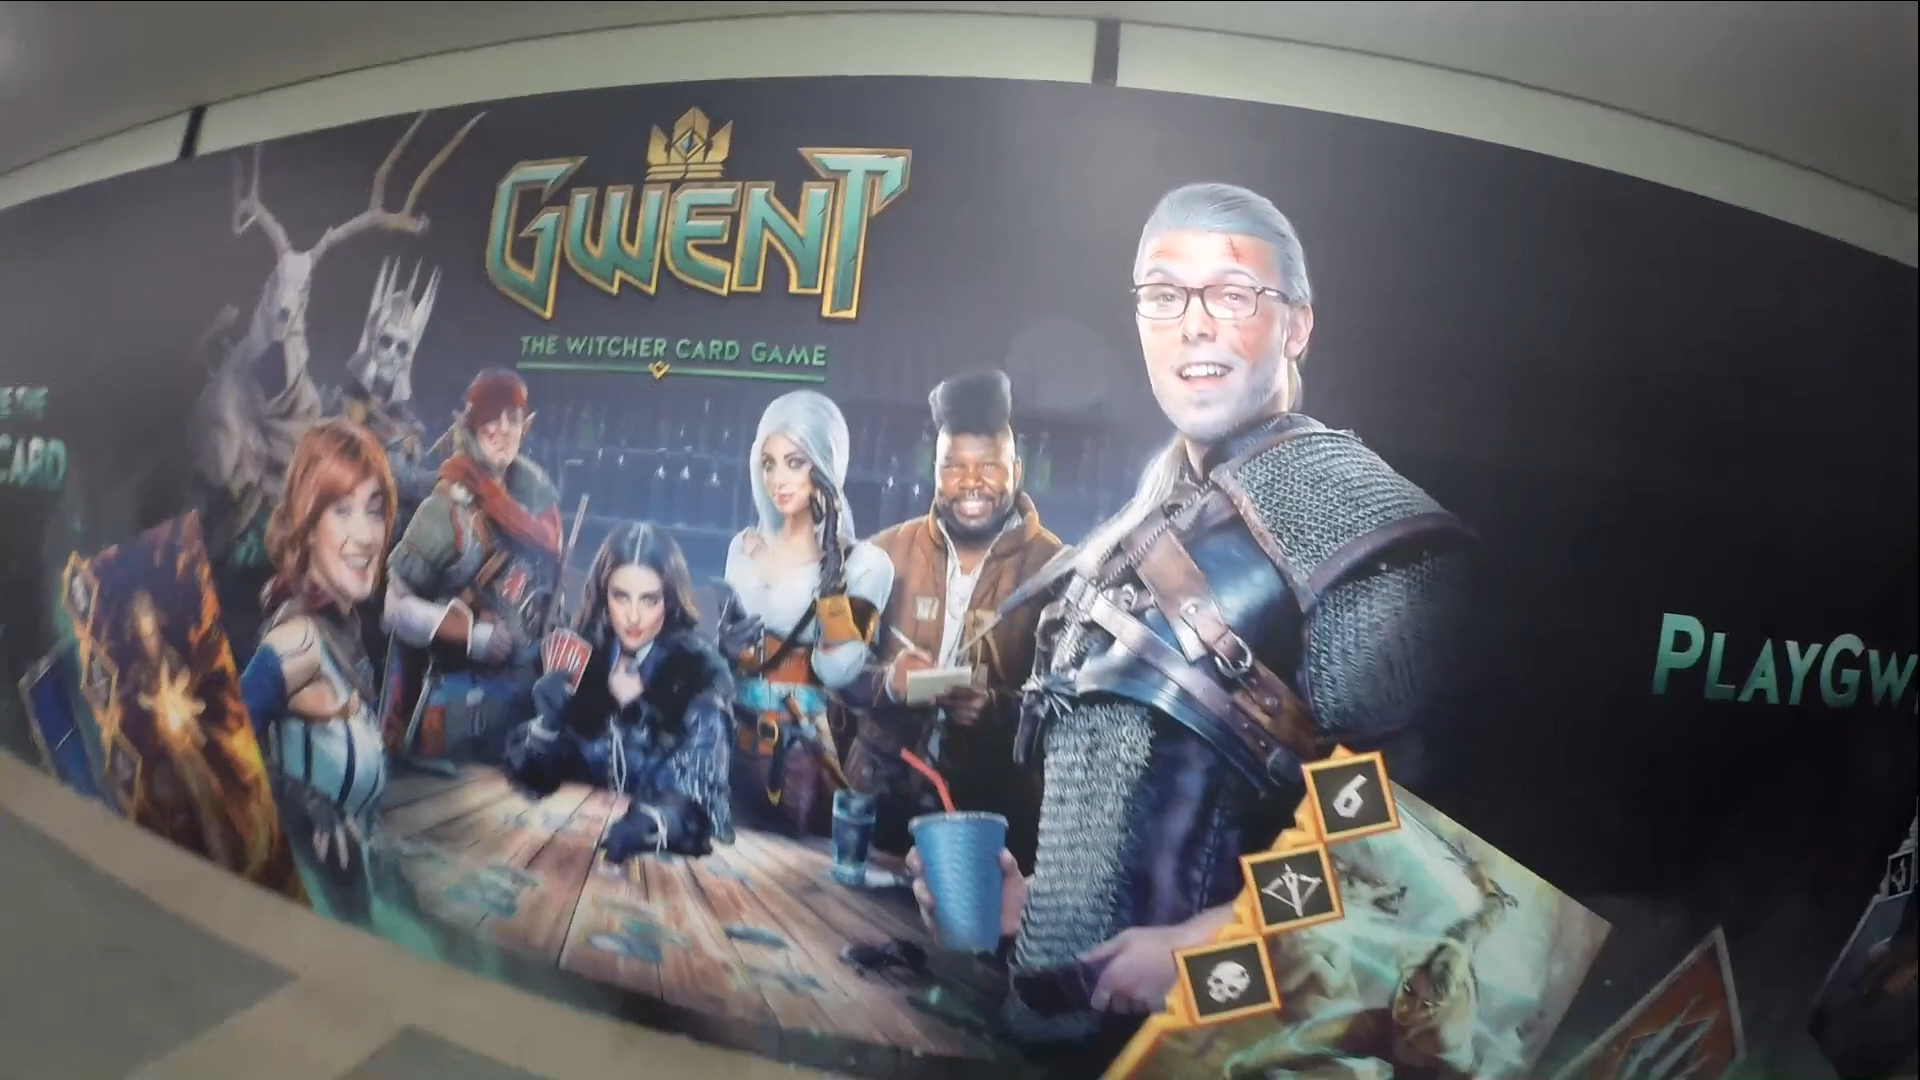 GWENT
THE WITCHER CARD GAME
CARD
PLAYGW
6